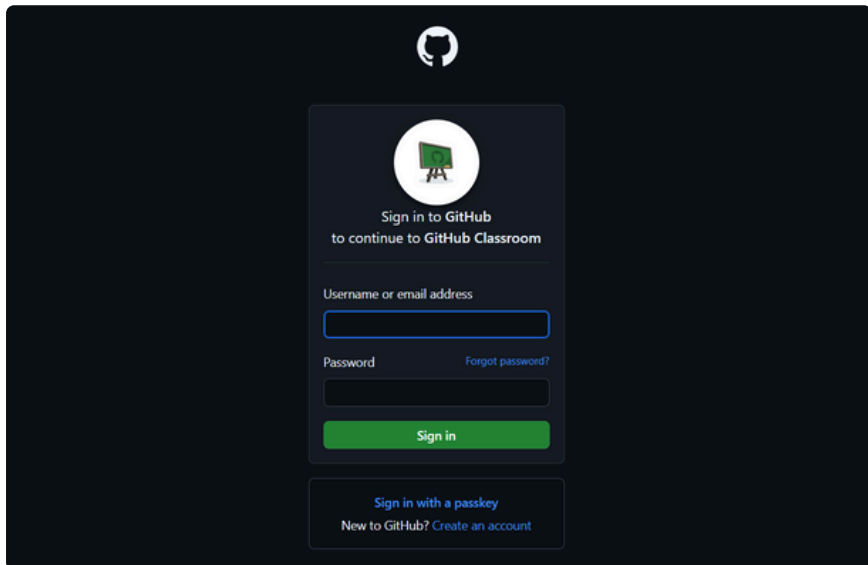 Sign in to GitHub
to continue to GitHub Classroom
Username or email address
Password Forgot password?
Sign in
Sign in with a passkey
New to GitHub? Create an account